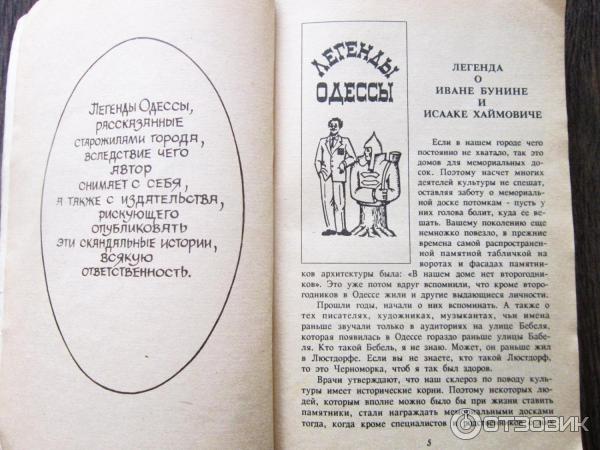 Легенды Одессы,
рассказанные
старожилами города,
вследствие чего
автор
снимает с себя,
а также с издательства,
рискующего
опубликовать
эти скандальные истории,
всякую
ответственность.
ЛЕГЕНДЫ
ОДЕССЫ
ЛЕГЕНДА
О
ИВАНЕ БУНИНЕ
И
ИСААКЕ ХАЙМОВИЧЕ
Если в нашем городе чего
постоянно не хватало, так это
домов для мемориальных до-
сок. Поэтому насчет многих
деятелей культуры не спешат,
оставляя заботу о мемориаль-
ной доске потомкам - пусть у
них голова болит, куда ее ве-
шать. Вашему поколению еще
немножко повезло, в прежние
времена самой распространен-
ной памятной табличкой на
воротах и фасадах памятни-
ков архитектуры была: «В нашем доме нет второгодни-
ков». Это уже потом вдруг вспомнили, что кроме второ-
годников в Одессе жили и другие выдающиеся личности.
Прошли годы, начали о них вспоминать. А также о
тех писателях, художниках, музыкантах, чьи имена
раньше звучали только в аудиториях на улице Бебеля,
которая появилась в Одессе гораздо раньше улицы Бабе-
ля. Кто такой Бебель, я не знаю. Может, он раньше жил
в Люстдорфе. Если вы не знаете, кто такой Люстдорф,
то это Черноморка, чтоб я так был здоров.
Врачи утверждают, что наш склероз по поводу куль-
туры имеет исторические корни. Поэтому некоторых лю-
дей, которым вполне можно было бы при жизни ставить
памятники, стали награждать мемориальными досками
тогда, когда кроме специалистов и родственников
5
ОТЗОВИК